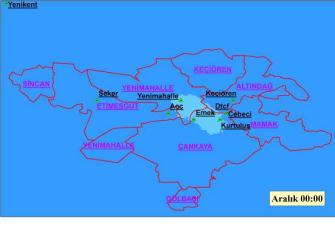 Yenikent
KEÇİÖREN
SİNCAN
YENİMAHALLE
ALTINDAĞ
Şeker
Yenimahalle
Keçiören
ETİMESGUT
Aoç
Dtcf
Emek
Cebeci
Kurtuluş
MAMAK
YENİMAHALLE
ÇANKAYA
GÖLBAŞI
Aralık 00:00